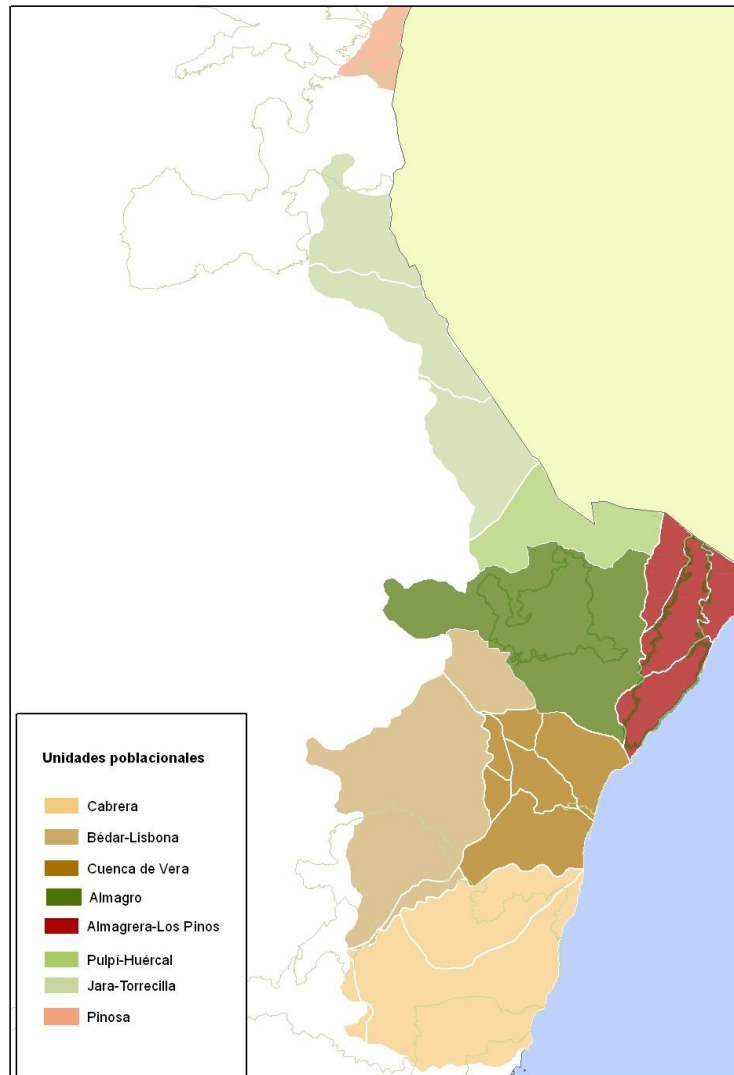 Unidades poblacionales
Cabrera
Bédar-Lisbona
Cuenca de Vera
Almagro
Almagrera-Los Pinos
Pulpí-Huércal
Jara-Torrecilla
Pinosa